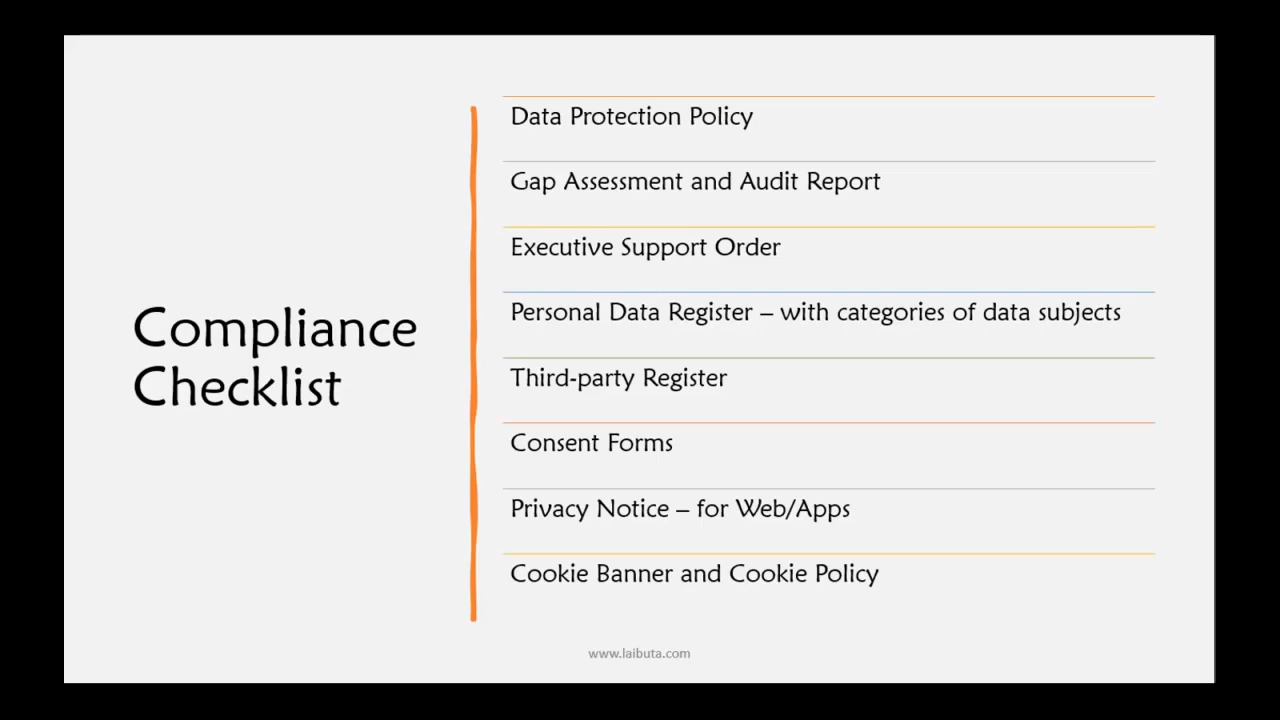 Compliance
Checklist
Data Protection Policy
Gap Assessment and Audit Report
Executive Support Order
Personal Data Register – with categories of data subjects
Third-party Register
Consent Forms
Privacy Notice – for Web/Apps
Cookie Banner and Cookie Policy
www.laibuta.com